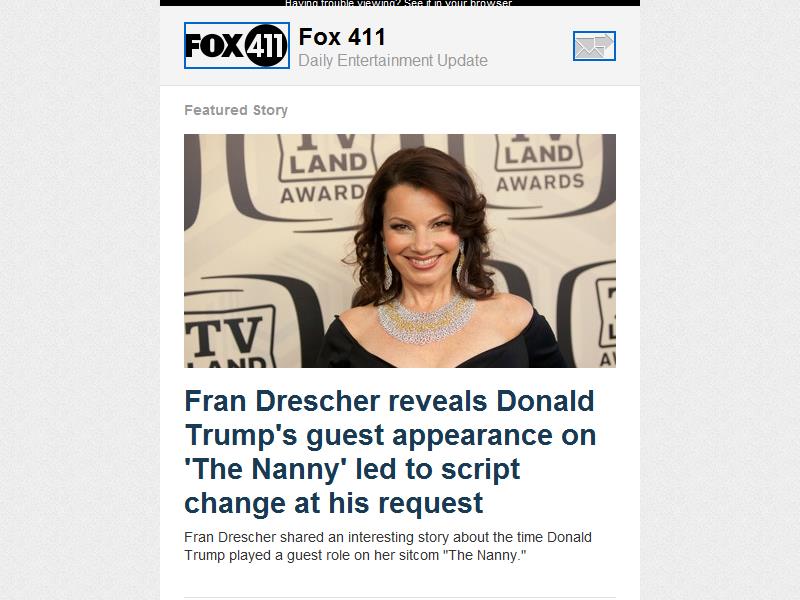 Having trouble viewing? See it in your browser
FOX 411
Fox 411
Daily Entertainment Update
Featured Story
TV LAND AWARDS
TV LAND AWARDS
TV LAND
Fran Drescher reveals Donald
Trump's guest appearance on
'The Nanny' led to script
change at his request
Fran Drescher shared an interesting story about the time Donald
Trump played a guest role on her sitcom "The Nanny."